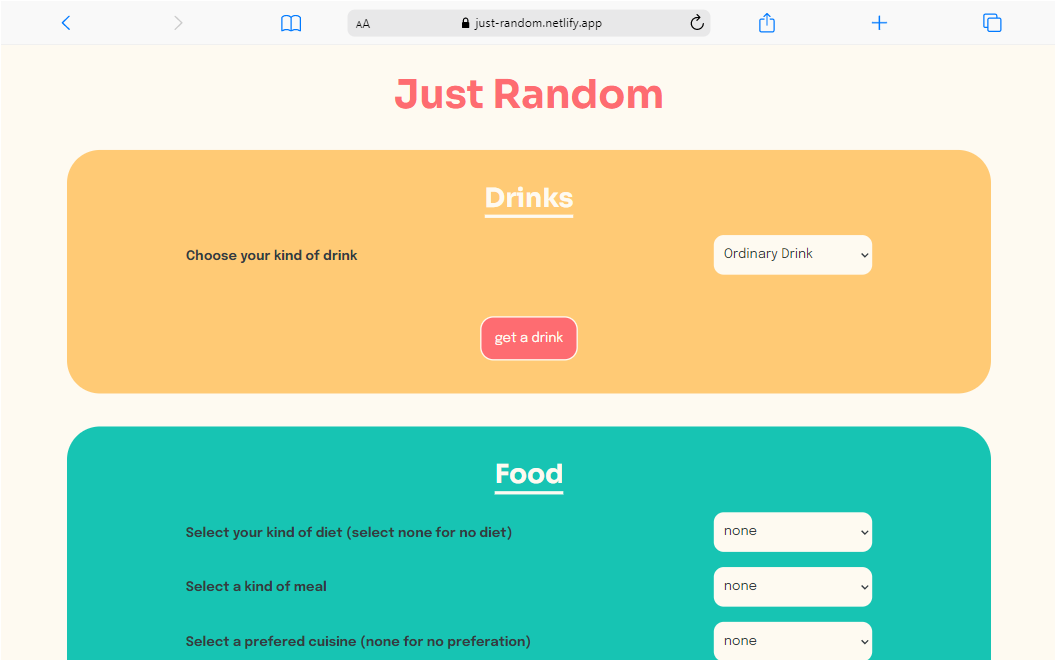 AA just-random.netlify.app
Just Random
Drinks
Choose your kind of drink Ordinary Drink
get a drink
Food
Select your kind of diet (select none for no diet) none
Select a kind of meal none
Select a prefered cuisine (none for no preferation) none